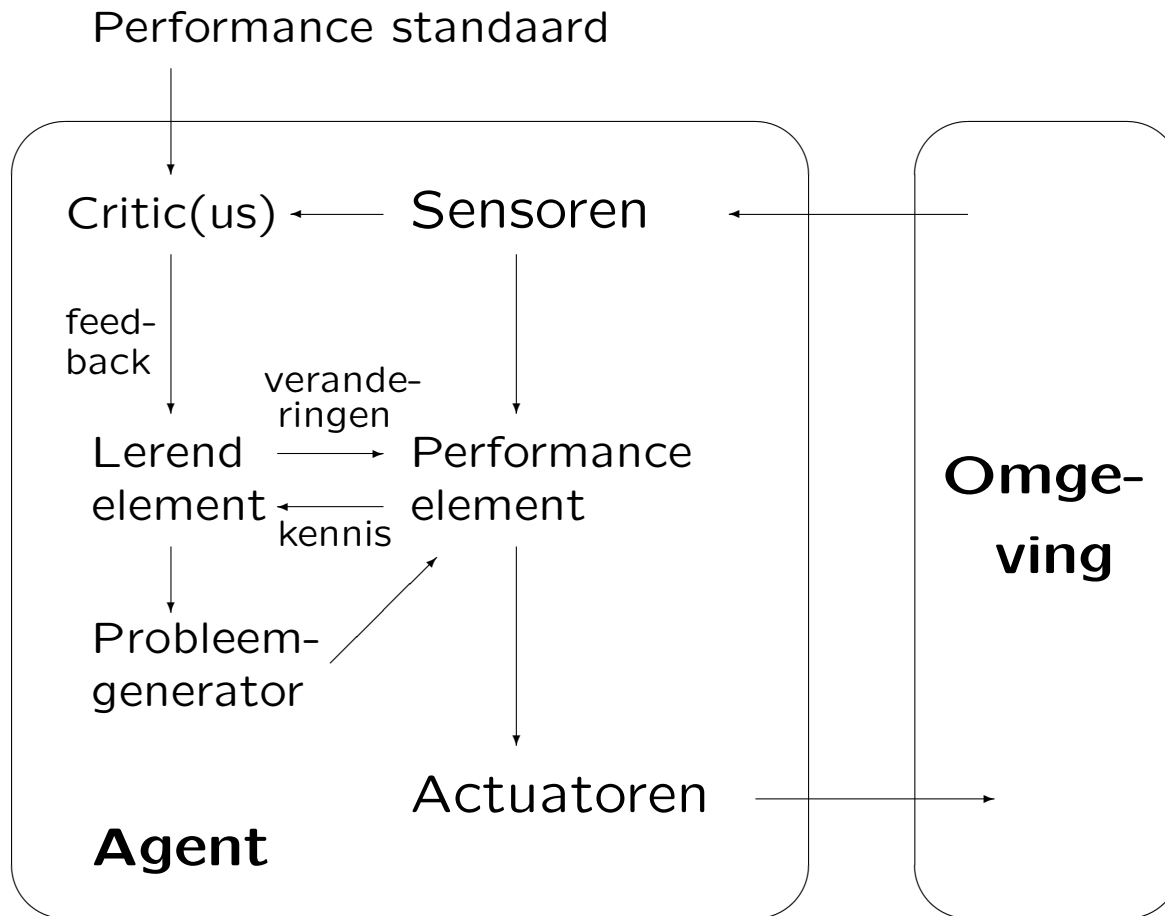 Performance standaard
Critic(us)
Sensoren
feed-
back
verande-
ringen
Lerend
element
Performance
element
kennis
Probleem-
generator
Actuatoren
Agent
Omge-
ving